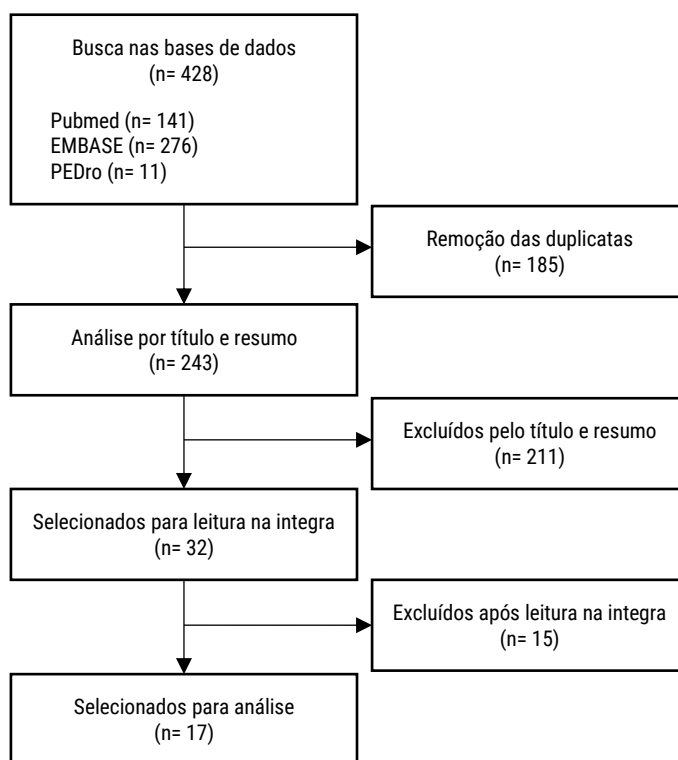 Busca nas bases de dados
(n= 428)
Pubmed (n= 141)
EMBASE (n= 276)
PEDro (n= 11)
Remoção das duplicatas
(n= 185)
Análise por título e resumo
(n= 243)
Excluídos pelo título e resumo
(n= 211)
Selecionados para leitura na integra
(n= 32)
Excluídos após leitura na integra
(n= 15)
Selecionados para análise
(n= 17)